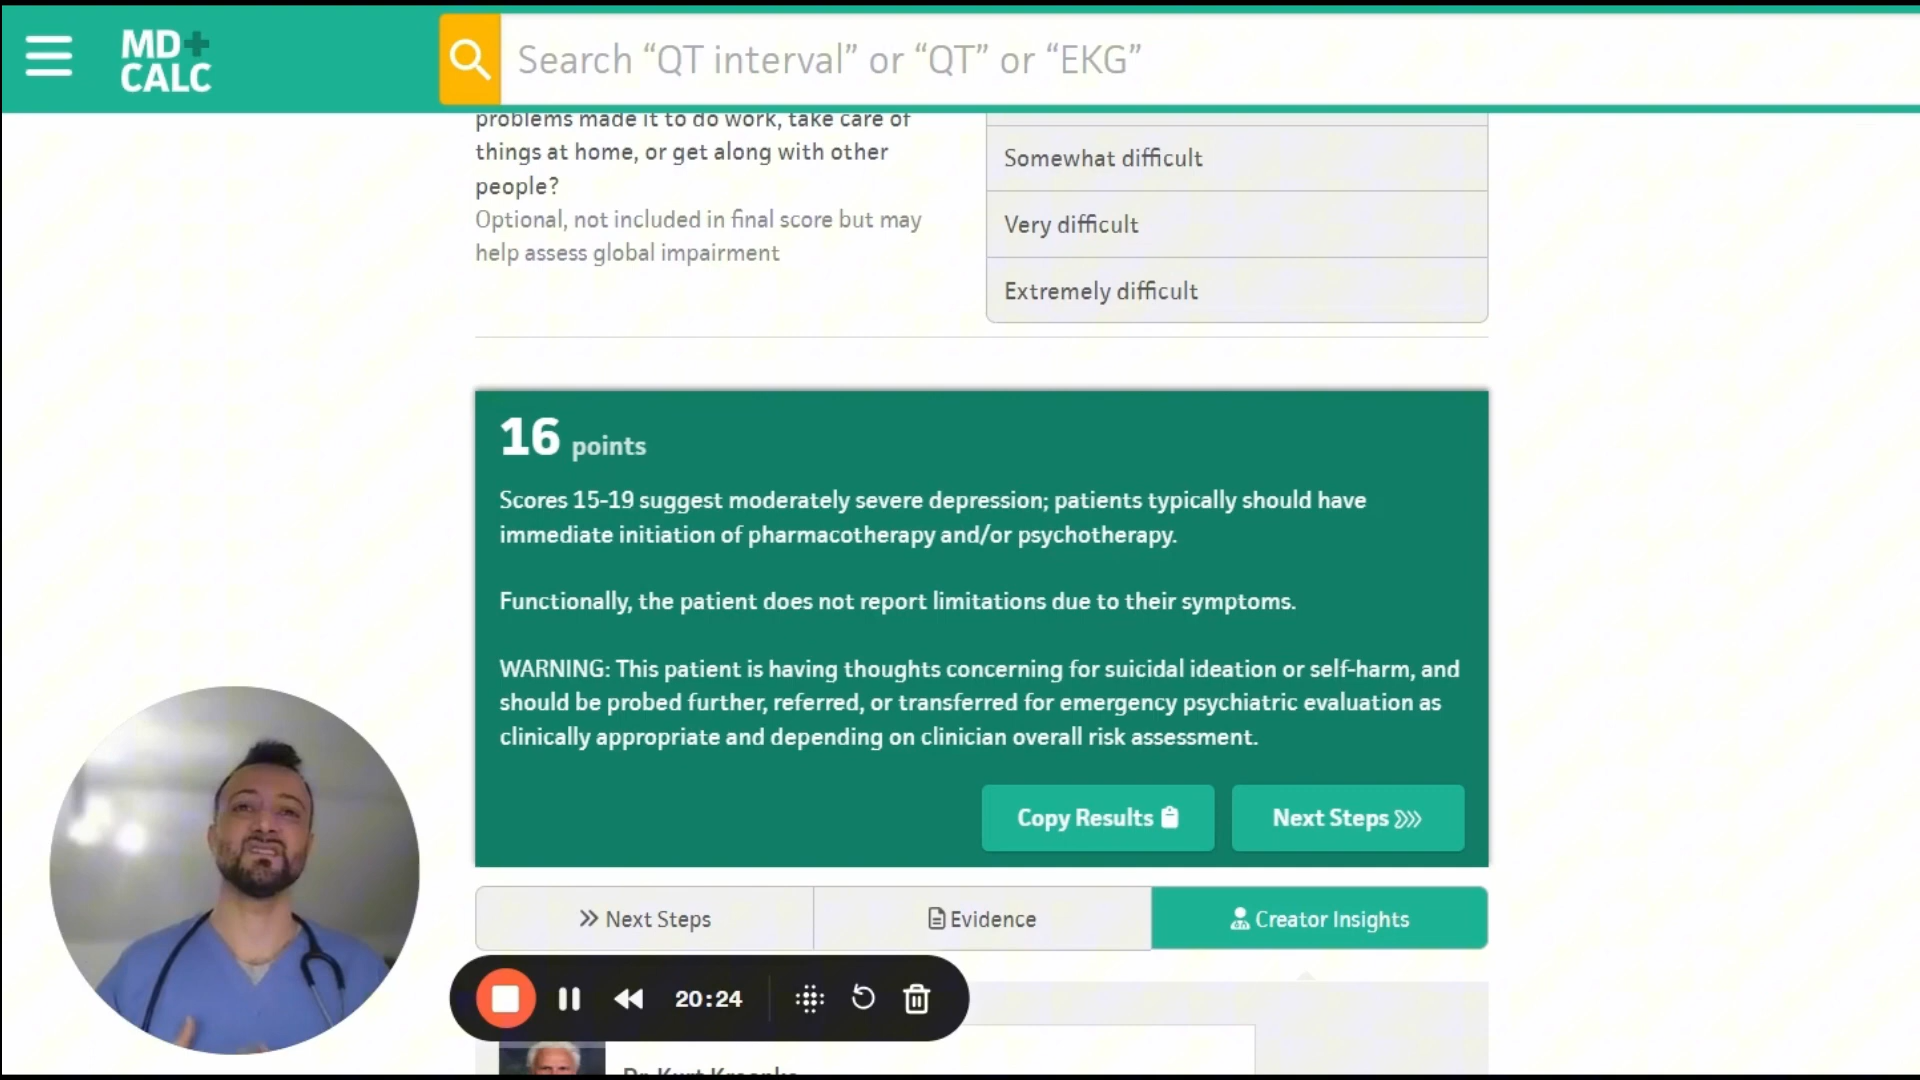 MD+
CALC
Search “QT interval” or “QT” or “EKG”
problems made it to do work, take care of
things at home, or get along with other
people?
Optional, not included in final score but may
help assess global impairment
Somewhat difficult
Very difficult
Extremely difficult
16 points
Scores 15-19 suggest moderately severe depression; patients typically should have
immediate initiation of pharmacotherapy and/or psychotherapy.
Functionally, the patient does not report limitations due to their symptoms.
WARNING: This patient is having thoughts concerning for suicidal ideation or self-harm, and
should be probed further, referred, or transferred for emergency psychiatric evaluation as
clinically appropriate and depending on clinician overall risk assessment.
Copy Results
Next Steps
Next Steps
Evidence
Creator Insights
20:24
Dr. Kurt Kroenke